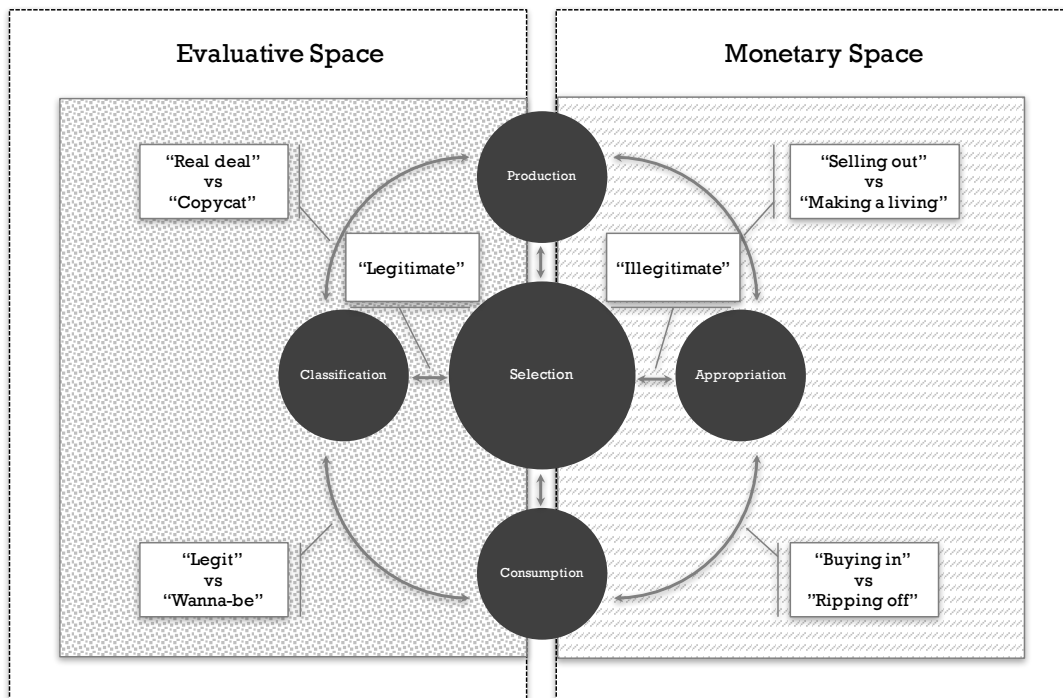 Evaluative Space
Monetary Space
“Real deal”
vs
“Copycat”
Production
“Selling out”
vs
“Making a living”
“Legitimate”
“Illegitimate”
Classification
Selection
Appropriation
“Legit”
vs
“Wanna-be”
Consumption
“Buying in”
vs
”Ripping off”